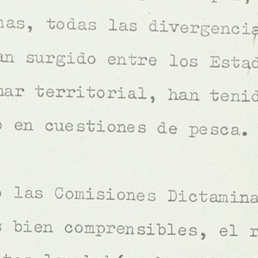 nas, todas las divergencia
an surgido entre los Estad
mar territorial, han tenid
o en cuestiones de pesca.
o las Comisiones Dictamina
s bien comprensibles, el r